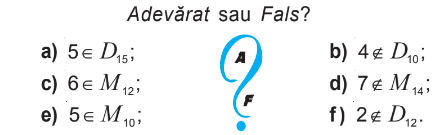 Adevărat sau Fals?
a) 5 ∈ D₁₅; b) 4 ∉ D₁₀;
c) 6 ∈ M₁₂; d) 7 ∉ M₁₄;
e) 5 ∈ M₁₀; f) 2 ∉ D₁₂.
A
F